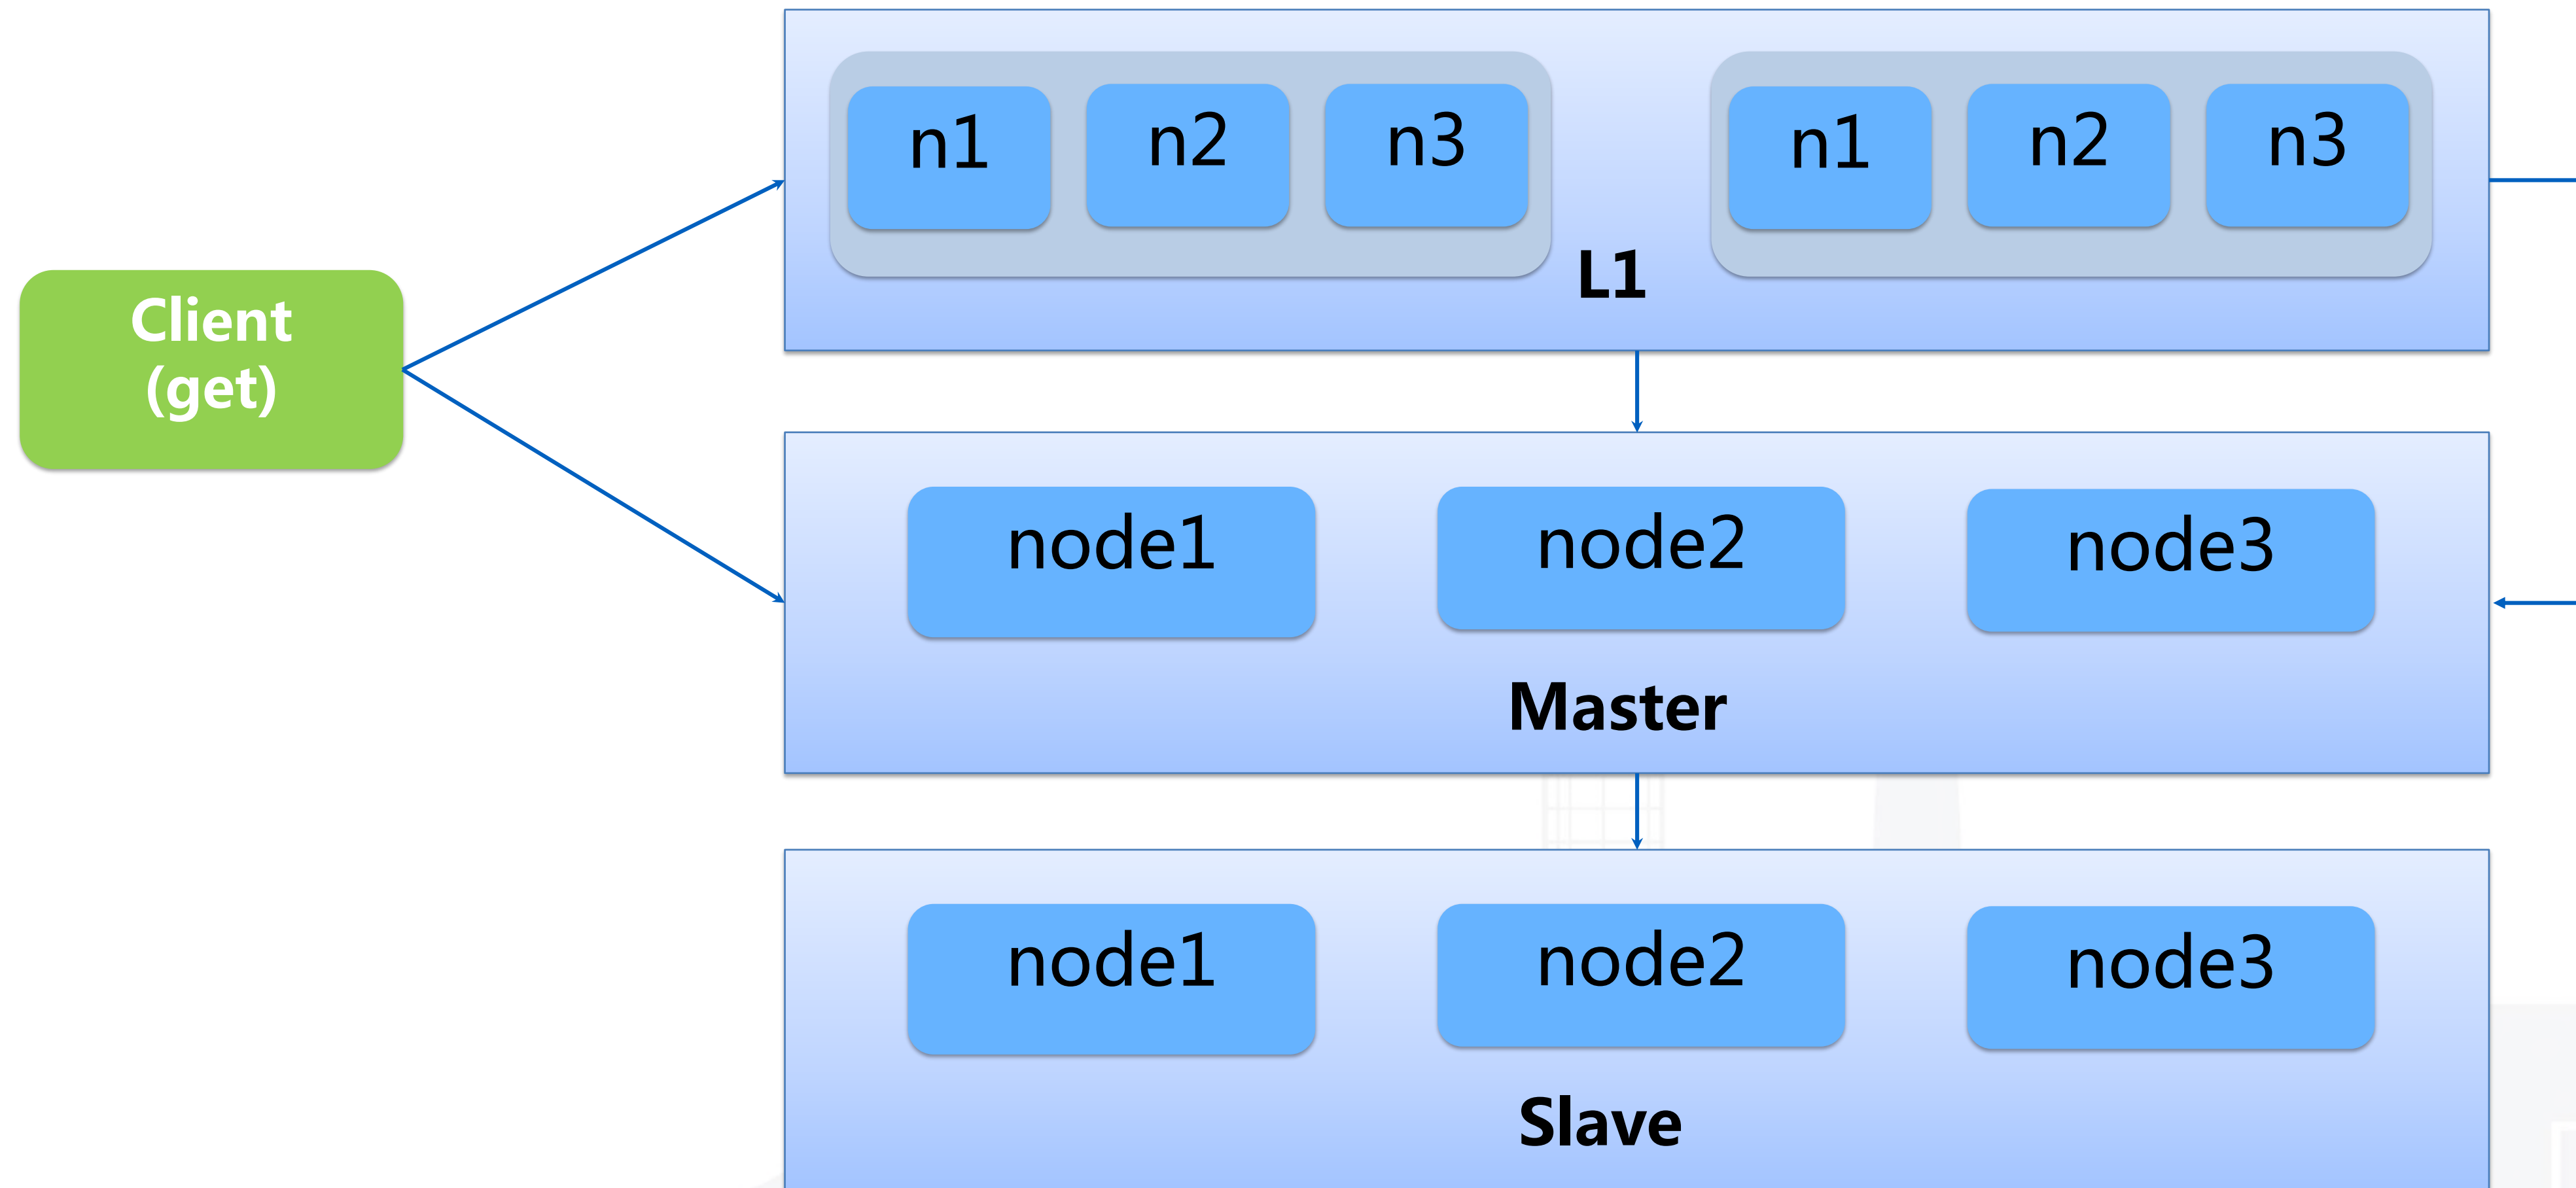 n1 n2 n3 n1 n2 n3
L1
Client
(get)
node1 node2 node3
Master
node1 node2 node3
Slave